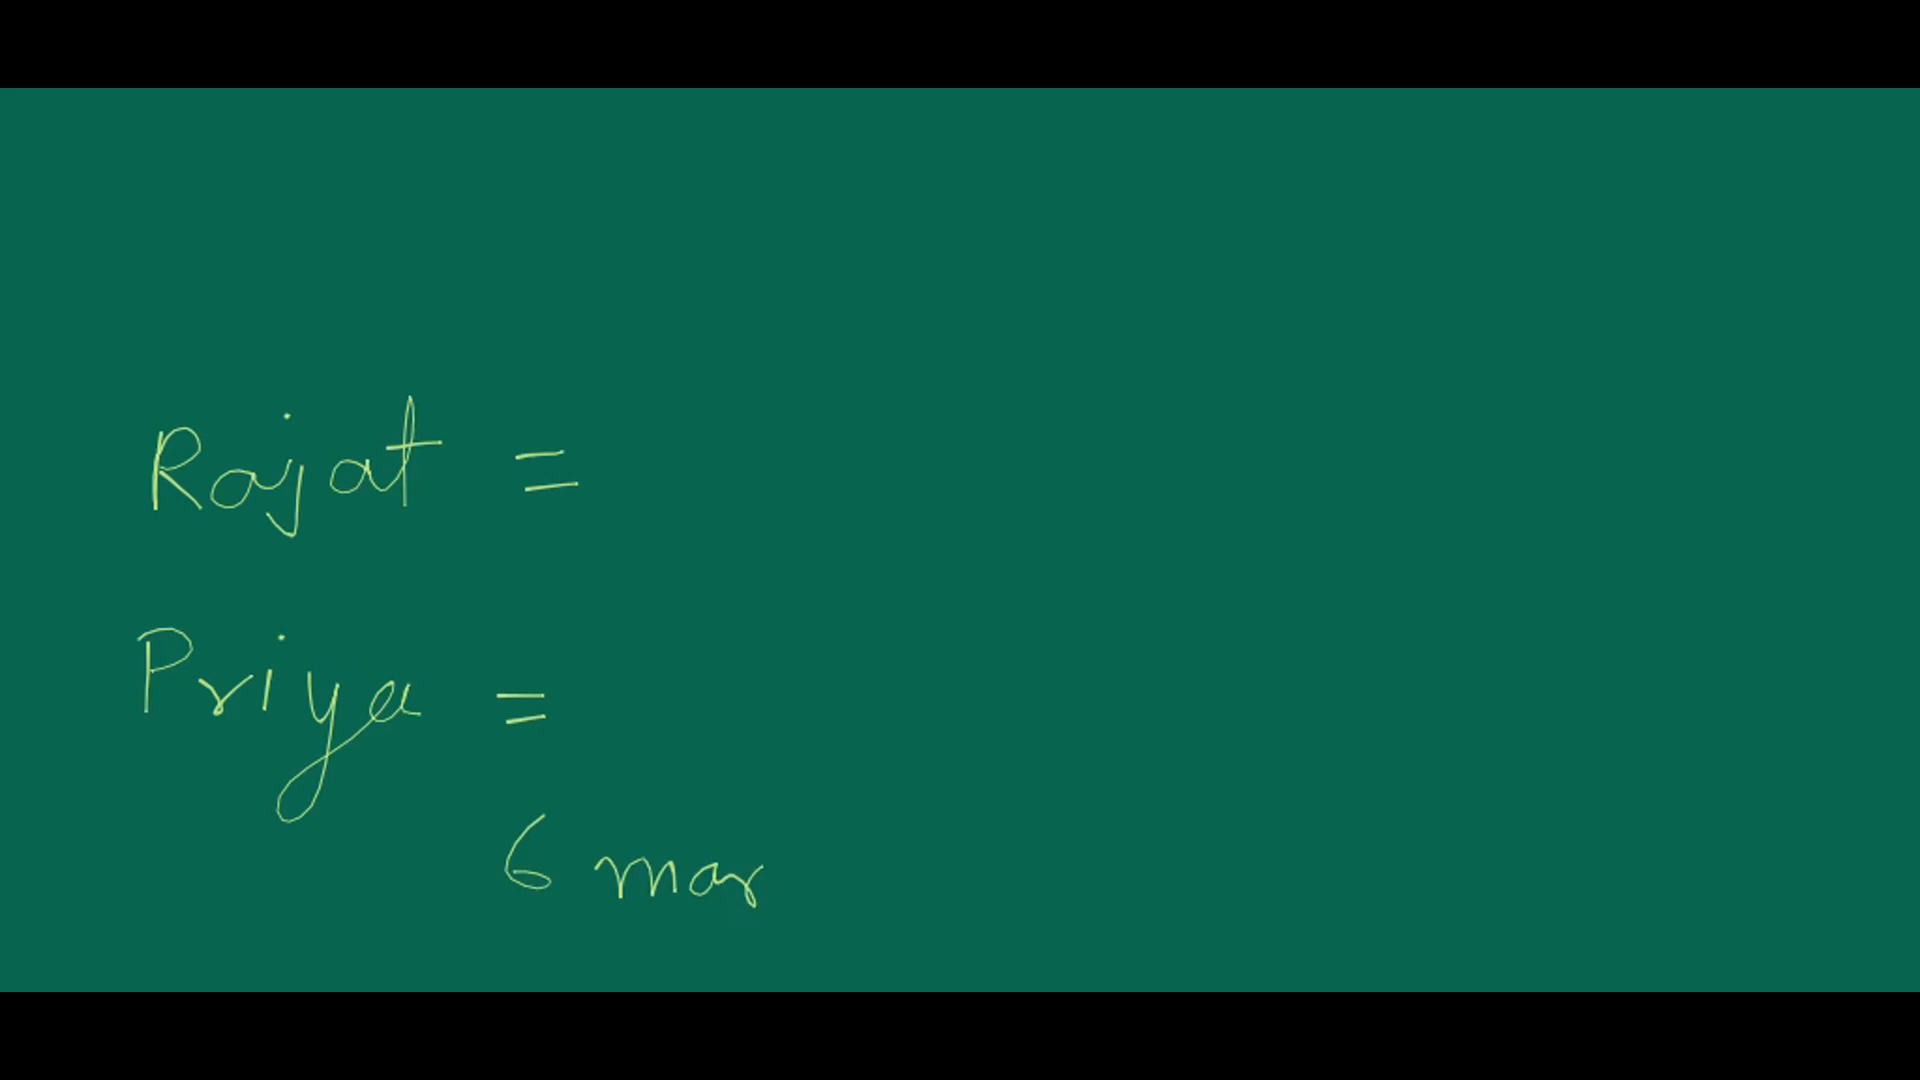 Rajat =
Priya =
6 mar